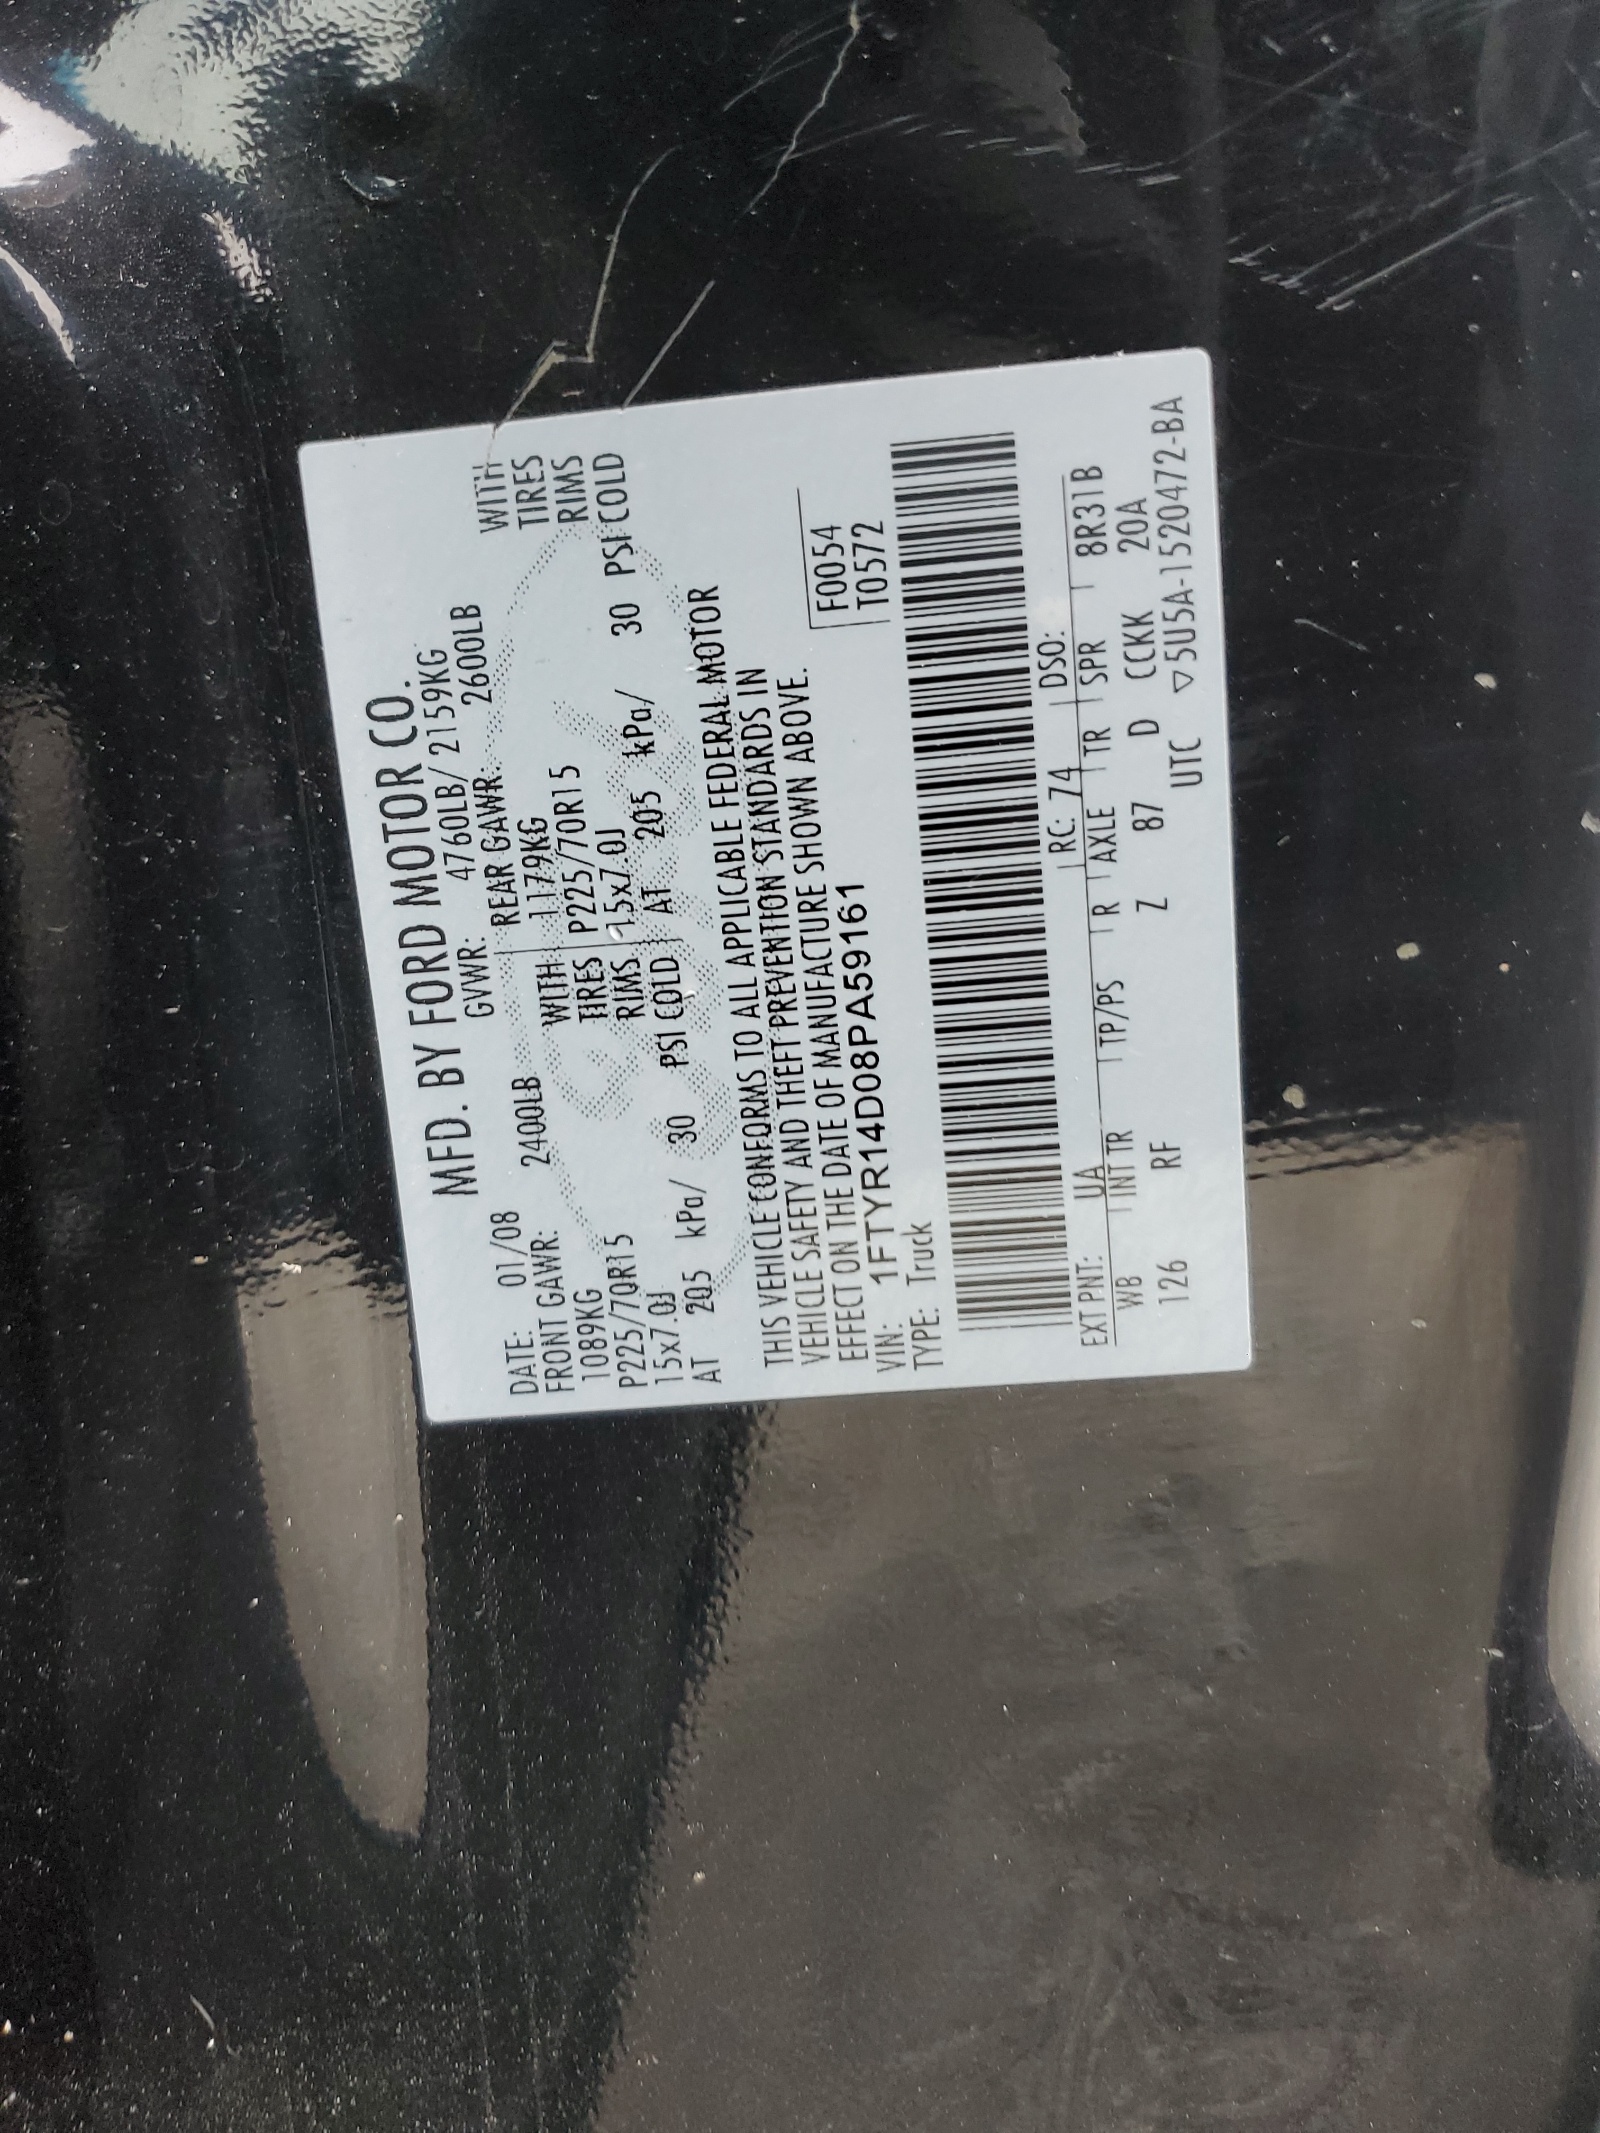 MFD. BY FORD MOTOR CO.
DATE: 01/08 GVWR: 4760LB/ 2159KG
FRONT GAWR: 2400LB REAR GAWR: 2600LB
1089KG WITH 1179KG WITH
P225/70R15 TIRES P225/70R15 TIRES
15x7.0J RIMS 15x7.0J RIMS
AT 205 kPa/ 30 PSI COLD AT 205 kPa/ 30 PSI COLD
THIS VEHICLE CONFORMS TO ALL APPLICABLE FEDERAL MOTOR
VEHICLE SAFETY AND THEFT PREVENTION STANDARDS IN
EFFECT ON THE DATE OF MANUFACTURE SHOWN ABOVE.
VIN: 1FTYR14D08PA59161 F0054
TYPE: Truck T0572
EXT PNT: UA RC: 74 DSO:
WB INT TR TP/PS R AXLE TR SPR 8R31B
126 RF Z 87 D CCKK 20A
UTC ▽5U5A-1520472-BA